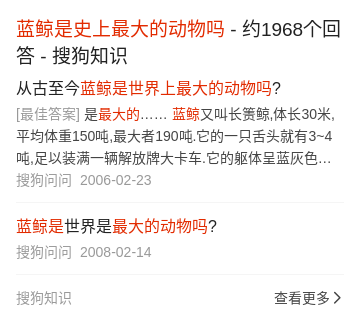 蓝鲸是史上最大的动物吗 - 约1968个回
答 - 搜狗知识
从古至今蓝鲸是世界上最大的动物吗?
[最佳答案] 是最大的…… 蓝鲸又叫长箦鲸,体长30米,
平均体重150吨,最大者190吨.它的一只舌头就有3~4
吨,足以装满一辆解放牌大卡车.它的躯体呈蓝灰色…
搜狗问问 2006-02-23
蓝鲸是世界是最大的动物吗?
搜狗问问 2008-02-14
搜狗知识
查看更多